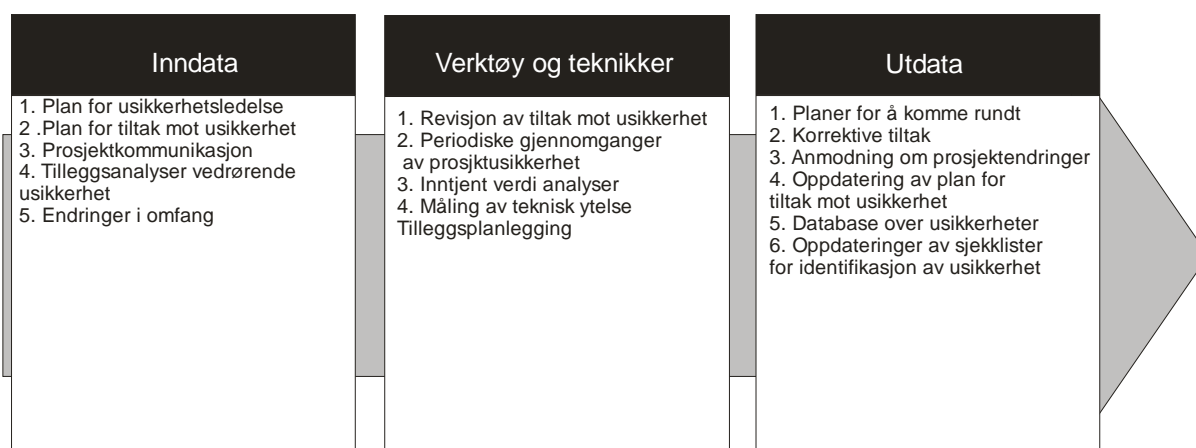 Inndata
1. Plan for usikkerhetsledelse
2 .Plan for tiltak mot usikkerhet
3. Prosjektkommunikasjon
4. Tilleggsanalyser vedrørende
usikkerhet
5. Endringer i omfang
Verktøy og teknikker
1. Revisjon av tiltak mot usikkerhet
2. Periodiske gjennomganger
av prosjktusikkerhet
3. Inntjent verdi analyser
4. Måling av teknisk ytelse
Tilleggsplanlegging
Utdata
1. Planer for å komme rundt
2. Korrektive tiltak
3. Anmodning om prosjektendringer
4. Oppdatering av plan for
tiltak mot usikkerhet
5. Database over usikkerheter
6. Oppdateringer av sjekklister
for identifikasjon av usikkerhet